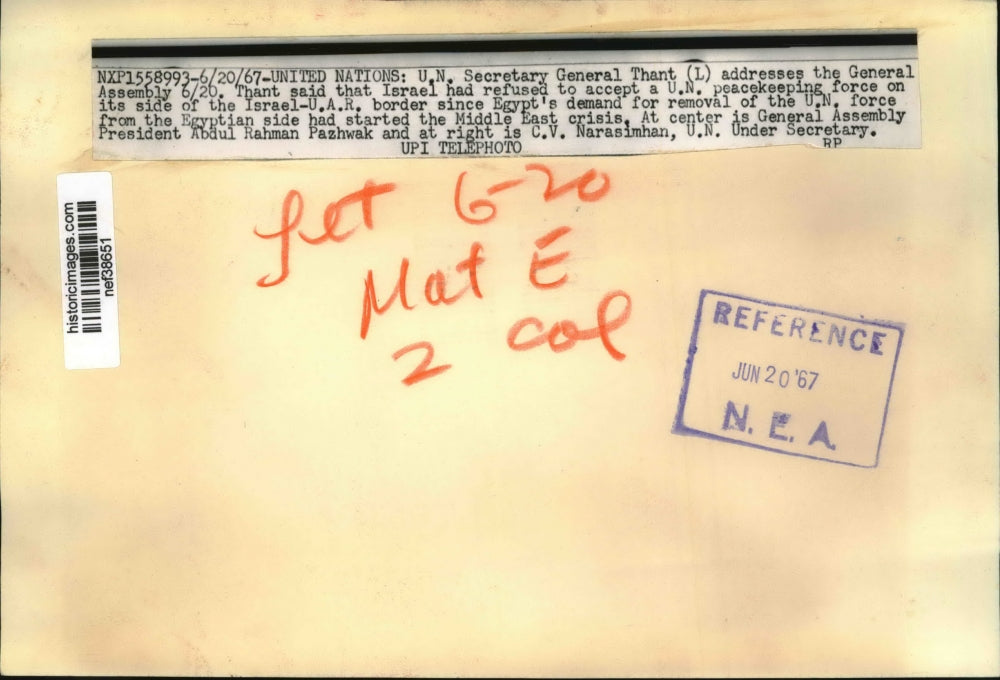 NXP1558993-6/20/67-UNITED NATIONS: U.N. Secretary General Thant (L) addresses the General
Assembly 6/20. Thant said that Israel had refused to accept a U.N. peacekeeping force on
its side of the Israel-U.A.R. border since Egypt's demand for removal of the U.N. force
from the Egyptian side had started the Middle East crisis. At center is General Assembly
President Abdul Rahman Pazhwak and at right is C.V. Narasimhan, U.N. Under Secretary.
UPI TELEPHOTO RP
historicimages.com
nef38651
6-20
Mat E
2 col
REFERENCE
JUN 20 '67
N. E. A.